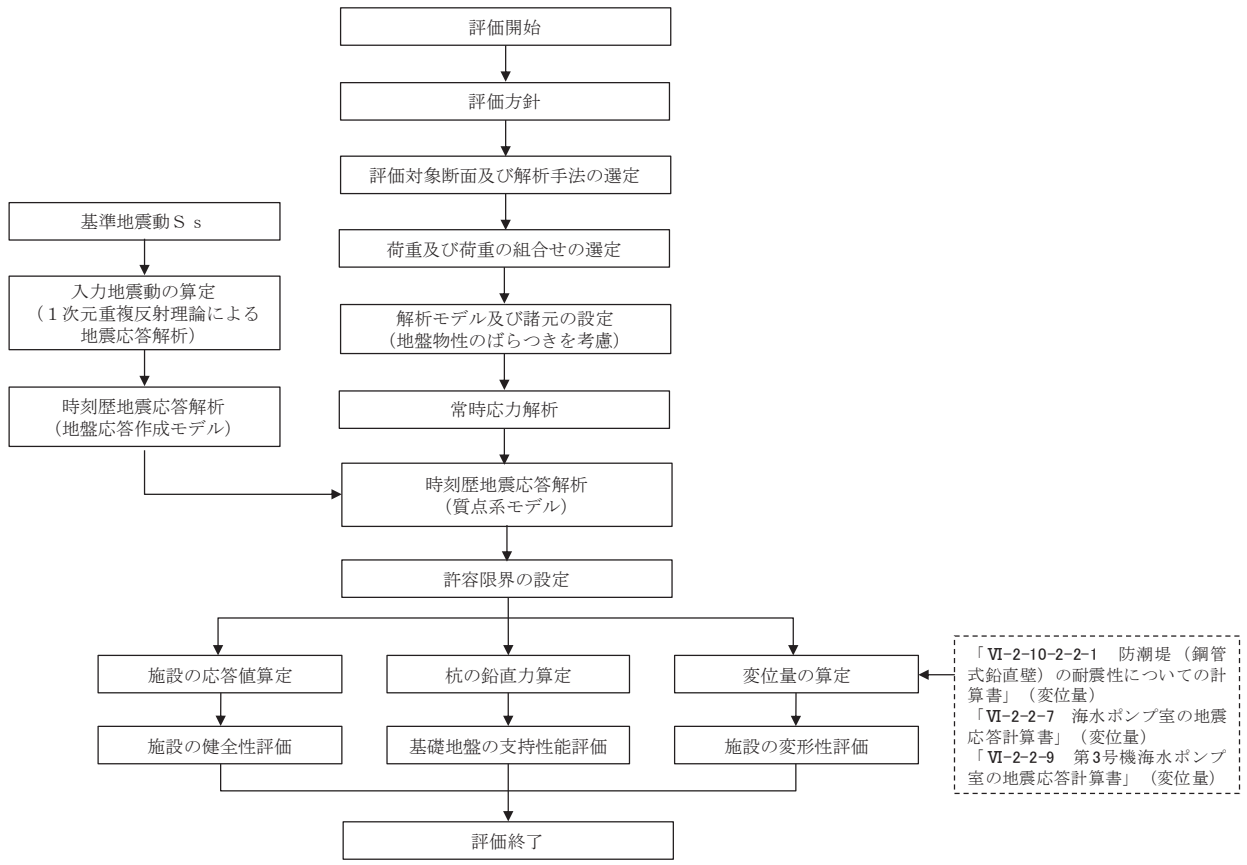 評価開始
評価方針
評価対象断面及び解析手法の選定
基準地震動Ｓｓ
荷重及び荷重の組合せの選定
入力地震動の算定
（１次元重複反射理論による
地震応答解析）
解析モデル及び諸元の設定
(地盤物性のばらつきを考慮)
時刻歴地震応答解析
(地盤応答作成モデル)
常時応力解析
時刻歴地震応答解析
(質点系モデル)
許容限界の設定
施設の応答値算定
杭の鉛直力算定
変位量の算定
施設の健全性評価
基礎地盤の支持性能評価
施設の変形性評価
「Ⅵ-2-10-2-2-1　防潮堤（鋼管
式鉛直壁）の耐震性についての計
算書」（変位量）
「Ⅵ-2-2-7　海水ポンプ室の地震
応答計算書」（変位量）
「Ⅵ-2-2-9　第3号機海水ポンプ
室の地震応答計算書」（変位量）
評価終了